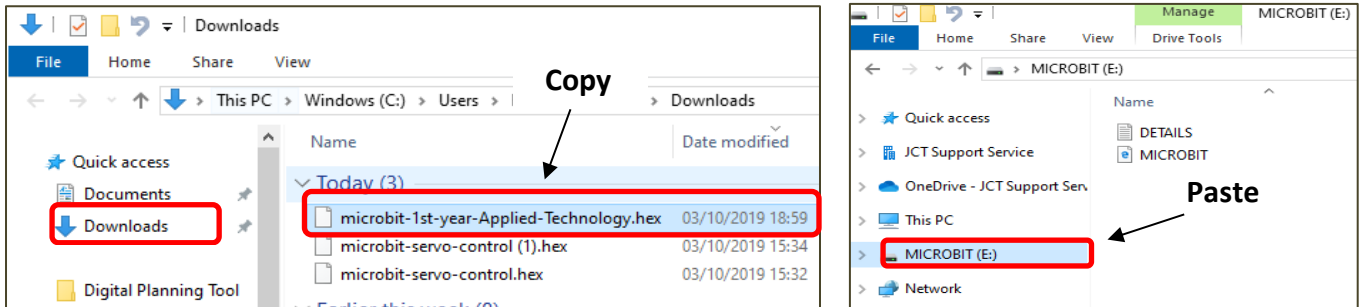 Downloads
File Home Share View
Copy
This PC > Windows (C:) > Users > > Downloads
Name Date modified
Quick access
Today (3)
Documents
microbit-1st-year-Applied-Technology.hex 03/10/2019 18:59
Downloads
microbit-servo-control (1).hex 03/10/2019 15:34
microbit-servo-control.hex 03/10/2019 15:32
Digital Planning Tool
Manage MICROBIT (E:)
File Home Share View Drive Tools
> MICROBIT (E:)
Name
Quick access
DETAILS
JCT Support Service
MICROBIT
OneDrive - JCT Support Serv
Paste
This PC
MICROBIT (E:)
Network